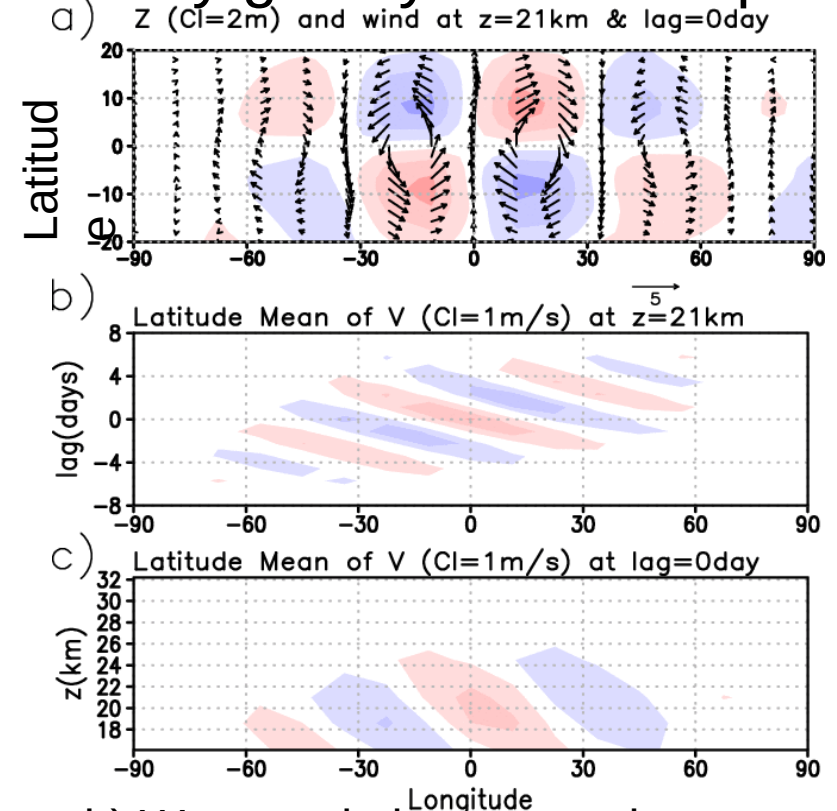 a) Z (CI=2m) and wind at z=21km & lag=0day
Latitud
e
20
10
0
−10
−20
−90 −60 −30 0 30 60 90
5
b) Latitude Mean of V (CI=1m/s) at z=21km
lag(days)
8
4
0
−4
−8
−90 −60 −30 0 30 60 90
c) Latitude Mean of V (CI=1m/s) at lag=0day
z(km)
32
30
28
26
24
22
20
18
−90 −60 −30 0 30 60 90
Longitude